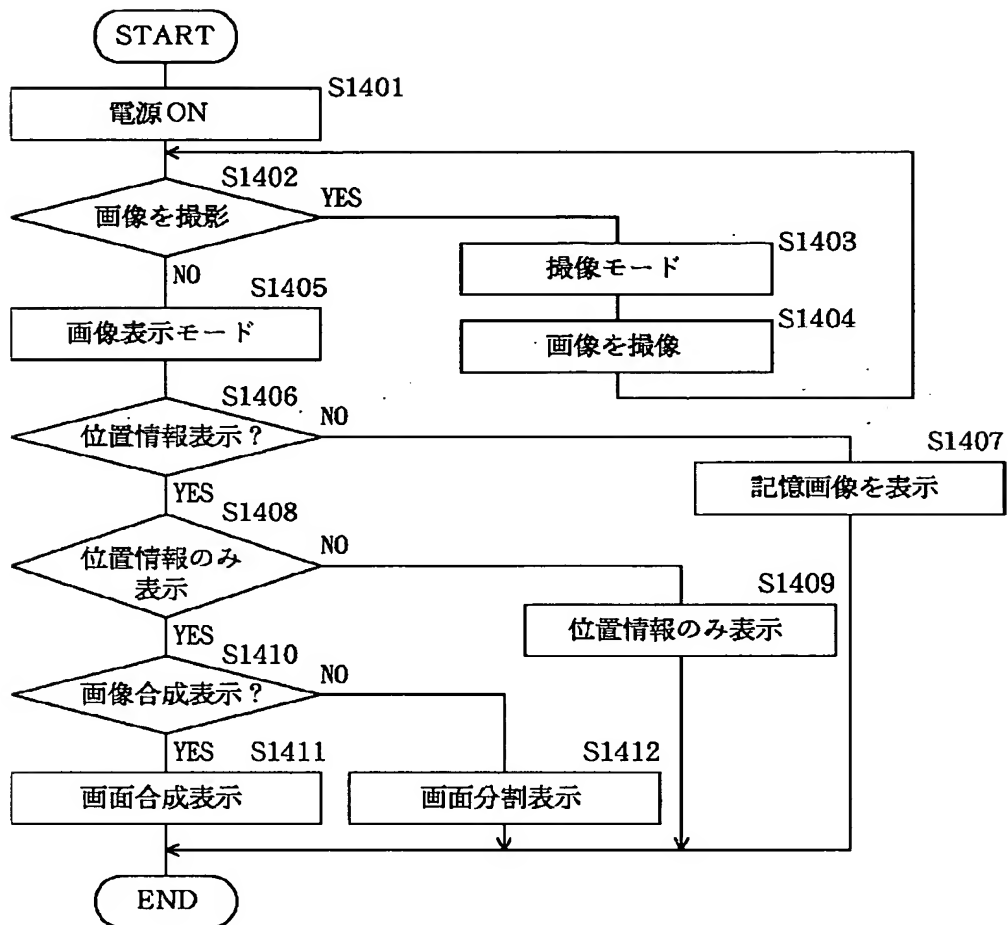 START
S1401
電源ON
S1402
画像を撮影
YES
NO
S1403
撮像モード
S1404
画像を撮像
S1405
画像表示モード
S1406
位置情報表示？
NO
YES
S1407
記憶画像を表示
S1408
位置情報のみ
表示
NO
YES
S1409
位置情報のみ表示
S1410
画像合成表示？
NO
YES
S1411
画面合成表示
S1412
画面分割表示
END